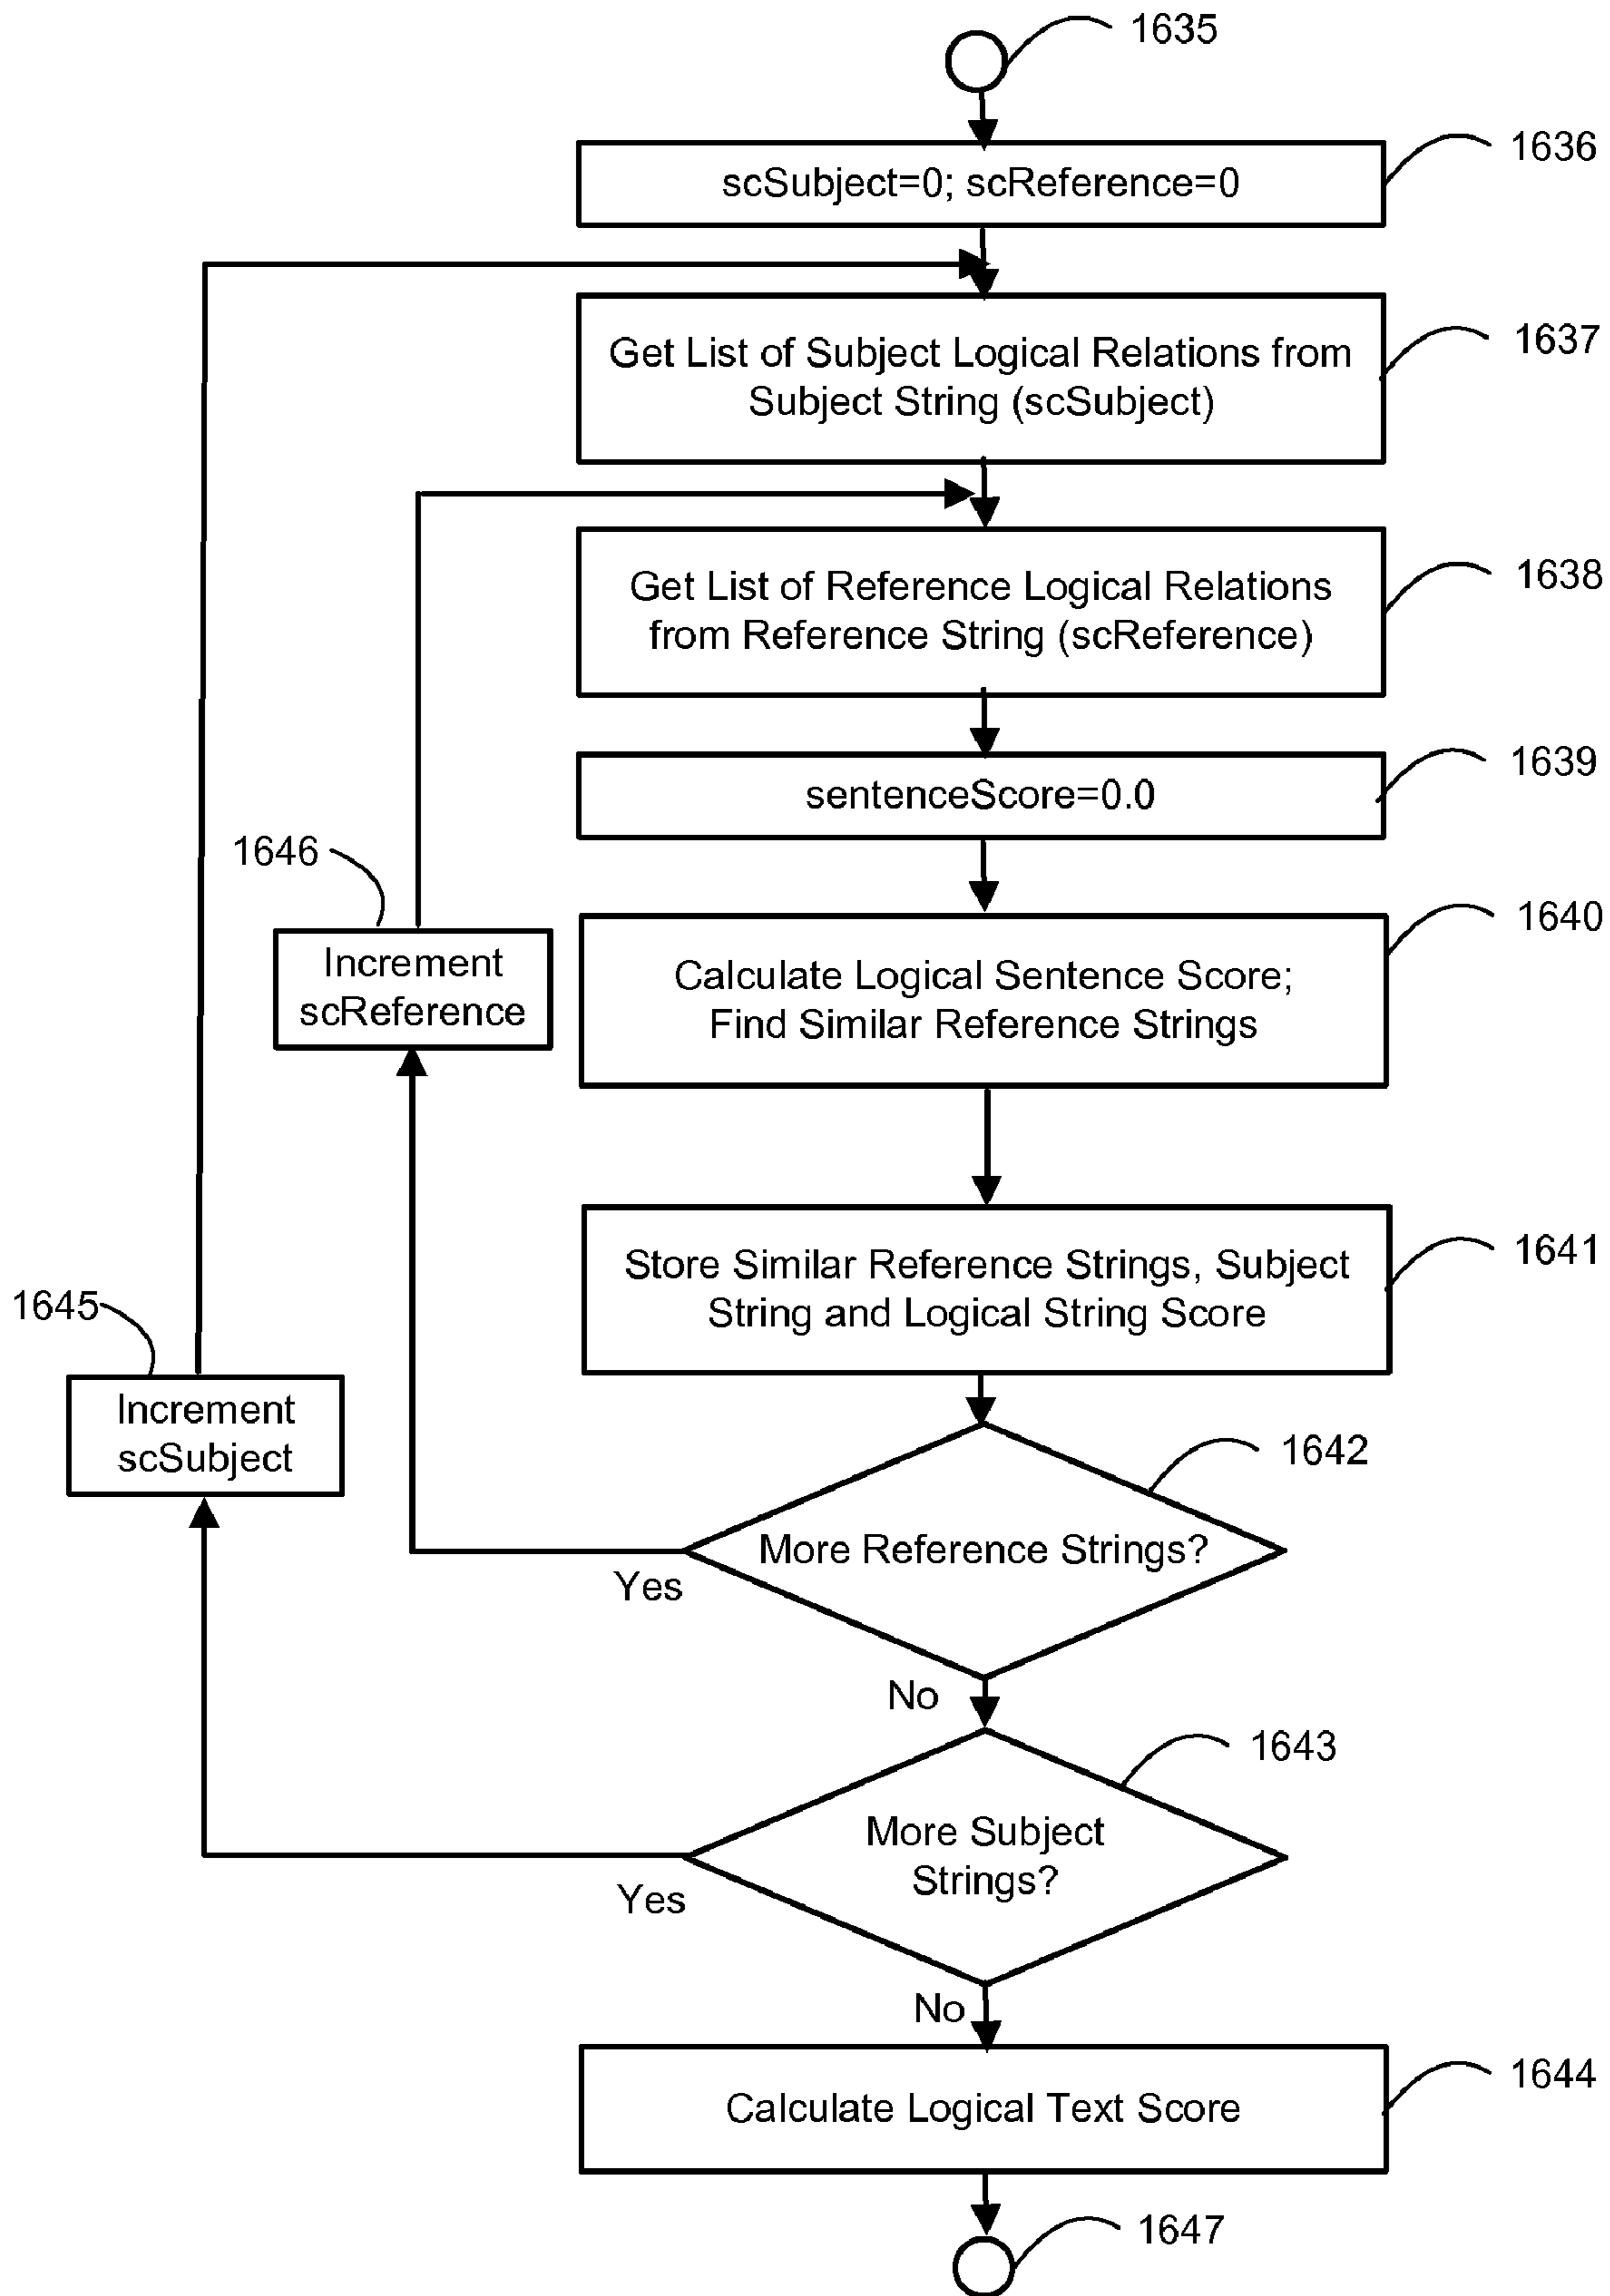 1635
1636
scSubject=0; scReference=0
1637
Get List of Subject Logical Relations from
Subject String (scSubject)
1638
Get List of Reference Logical Relations
from Reference String (scReference)
1639
sentenceScore=0.0
1646
Increment
scReference
1640
Calculate Logical Sentence Score;
Find Similar Reference Strings
1641
Store Similar Reference Strings, Subject
String and Logical String Score
1645
Increment
scSubject
1642
More Reference Strings?
Yes
No
1643
More Subject
Strings?
Yes
No
1644
Calculate Logical Text Score
1647